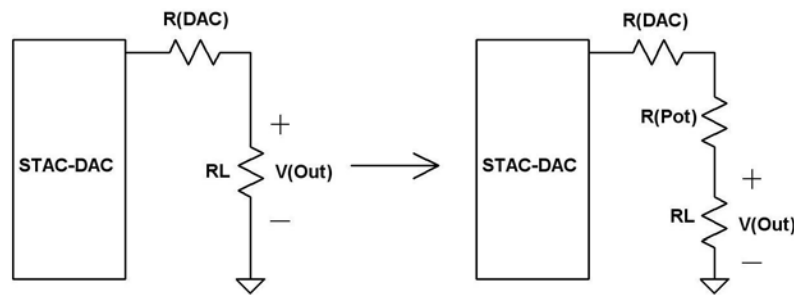 R(DAC)
STAC-DAC
+
RL
V(Out)
—
R(DAC)
STAC-DAC
R(Pot)
+
RL
V(Out)
—